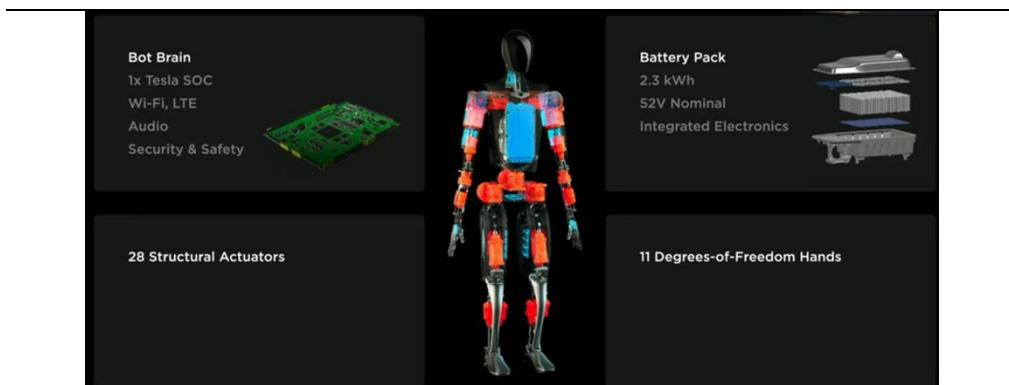 Bot Brain
1x Tesla SOC
Wi-Fi, LTE
Audio
Security & Safety
Battery Pack
2.3 kWh
52V Nominal
Integrated Electronics
28 Structural Actuators
11 Degrees-of-Freedom Hands